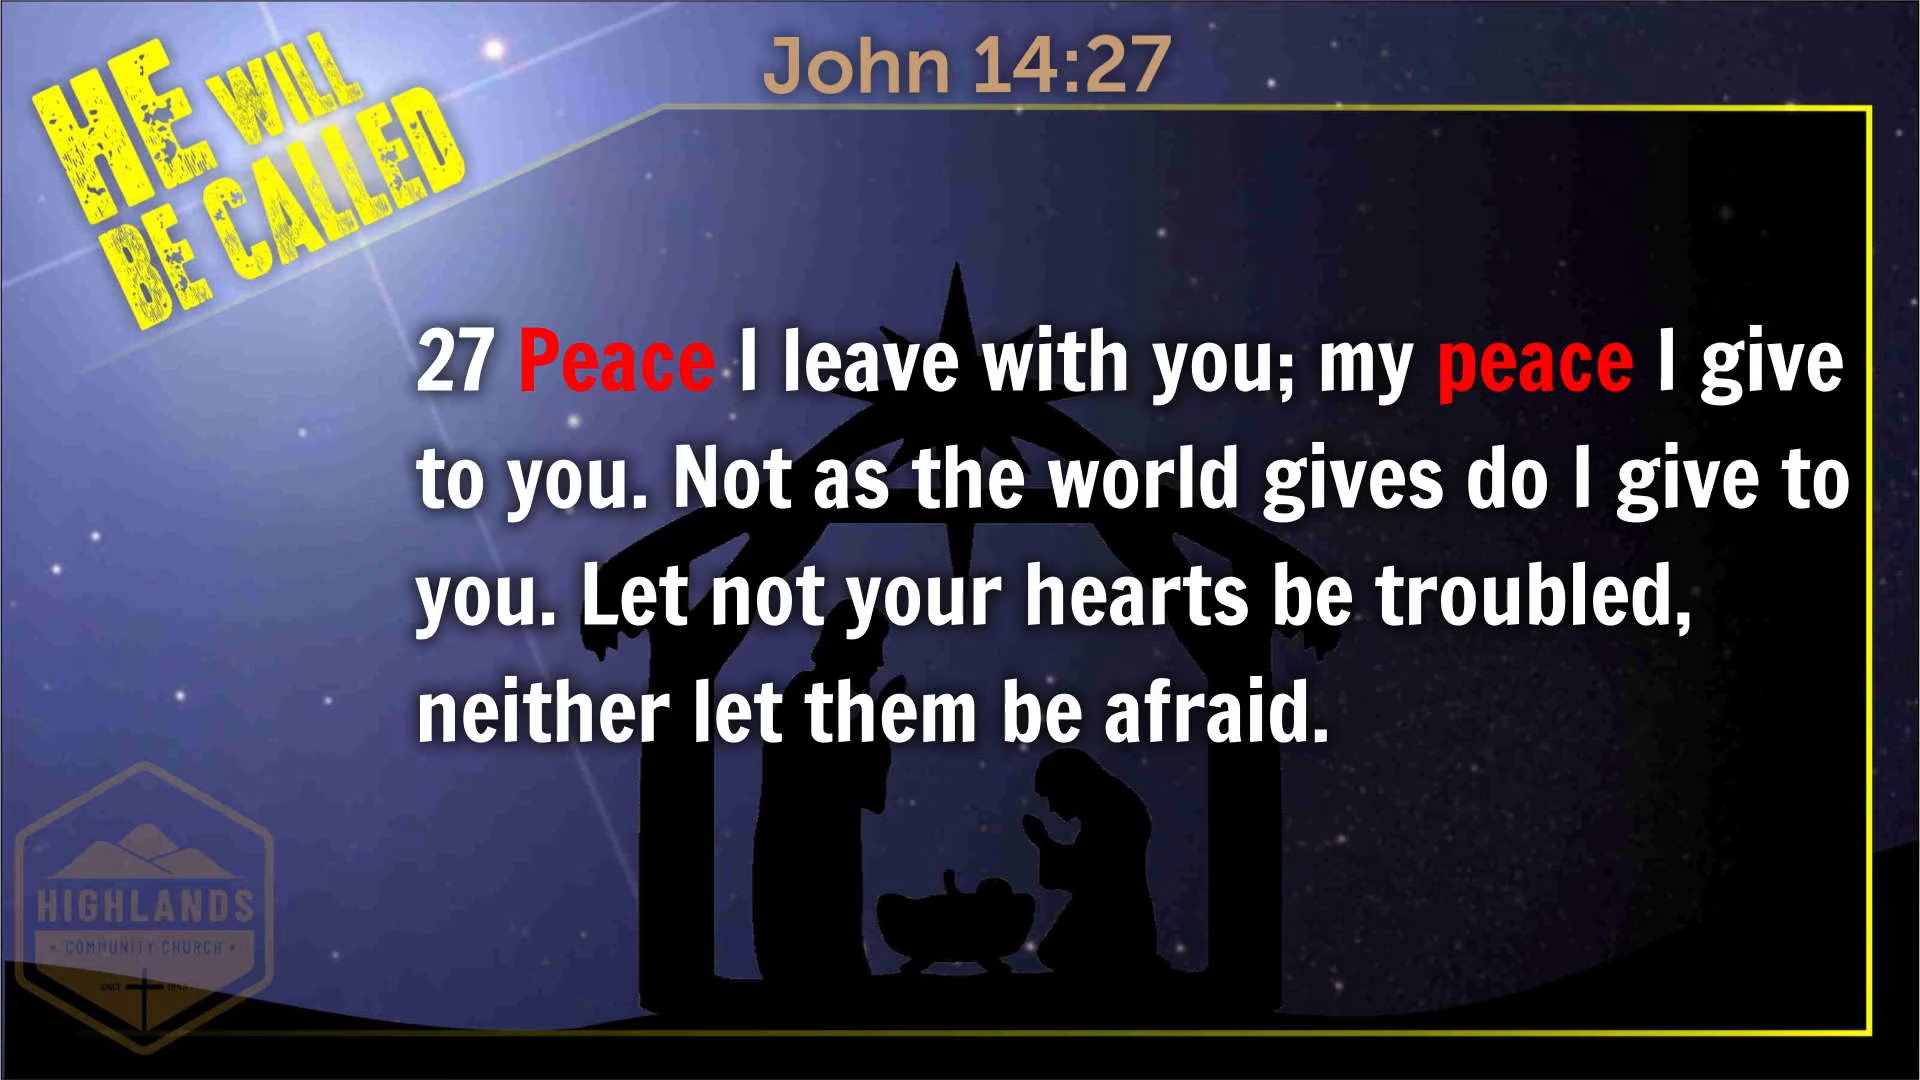 HE WILL
BE CALLED
John 14:27
27 Peace I leave with you; my peace I give
to you. Not as the world gives do I give to
you. Let not your hearts be troubled,
neither let them be afraid.
HIGHLANDS
• COMMUNITY CHURCH •
SINCE